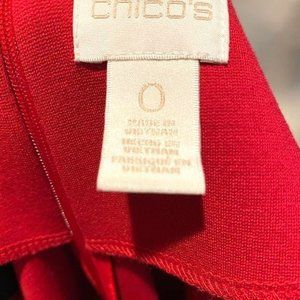 chico's
0
MADE IN
VIETNAM
HECHO EN
VIETNAM
FABRIQUÉ EN
VIETNAM